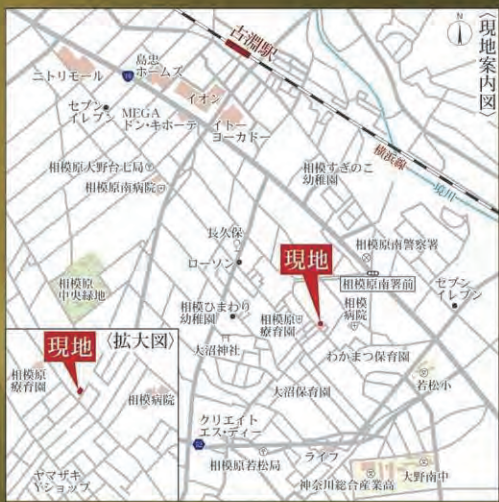 〈現地案内図〉
N
古淵駅
島忠
ホームズ
ニトリモール
16
イオン
セブン
イレブン
MEGA
ドン・キホーテ
イトー
ヨーカドー
横浜線
境川
相模すぎのこ
幼稚園
相模原大野台七局
相模原南病院
長久保
ローソン
現地
相模原南警察署
相模原南署前
セブン
イレブン
相模原
中央緑地
相模ひまわり
幼稚園
相模原
療育園
相模
病院
大沼神社
わかまつ保育園
大沼保育園
若松小
〈拡大図〉
現地
相模原
療育園
相模病院
ヤマザキ
Yショップ
クリエイト
エス・ディー
相模原若松局
ライフ
神奈川総合産業高
大野南中